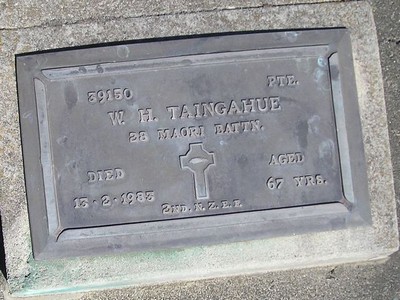 39150 PTE.
W. H. TAINGAHUE
28 MAORI BATTN.
DIED AGED
13·2·1983 67 YRS.
2ND. N.Z.E.F.